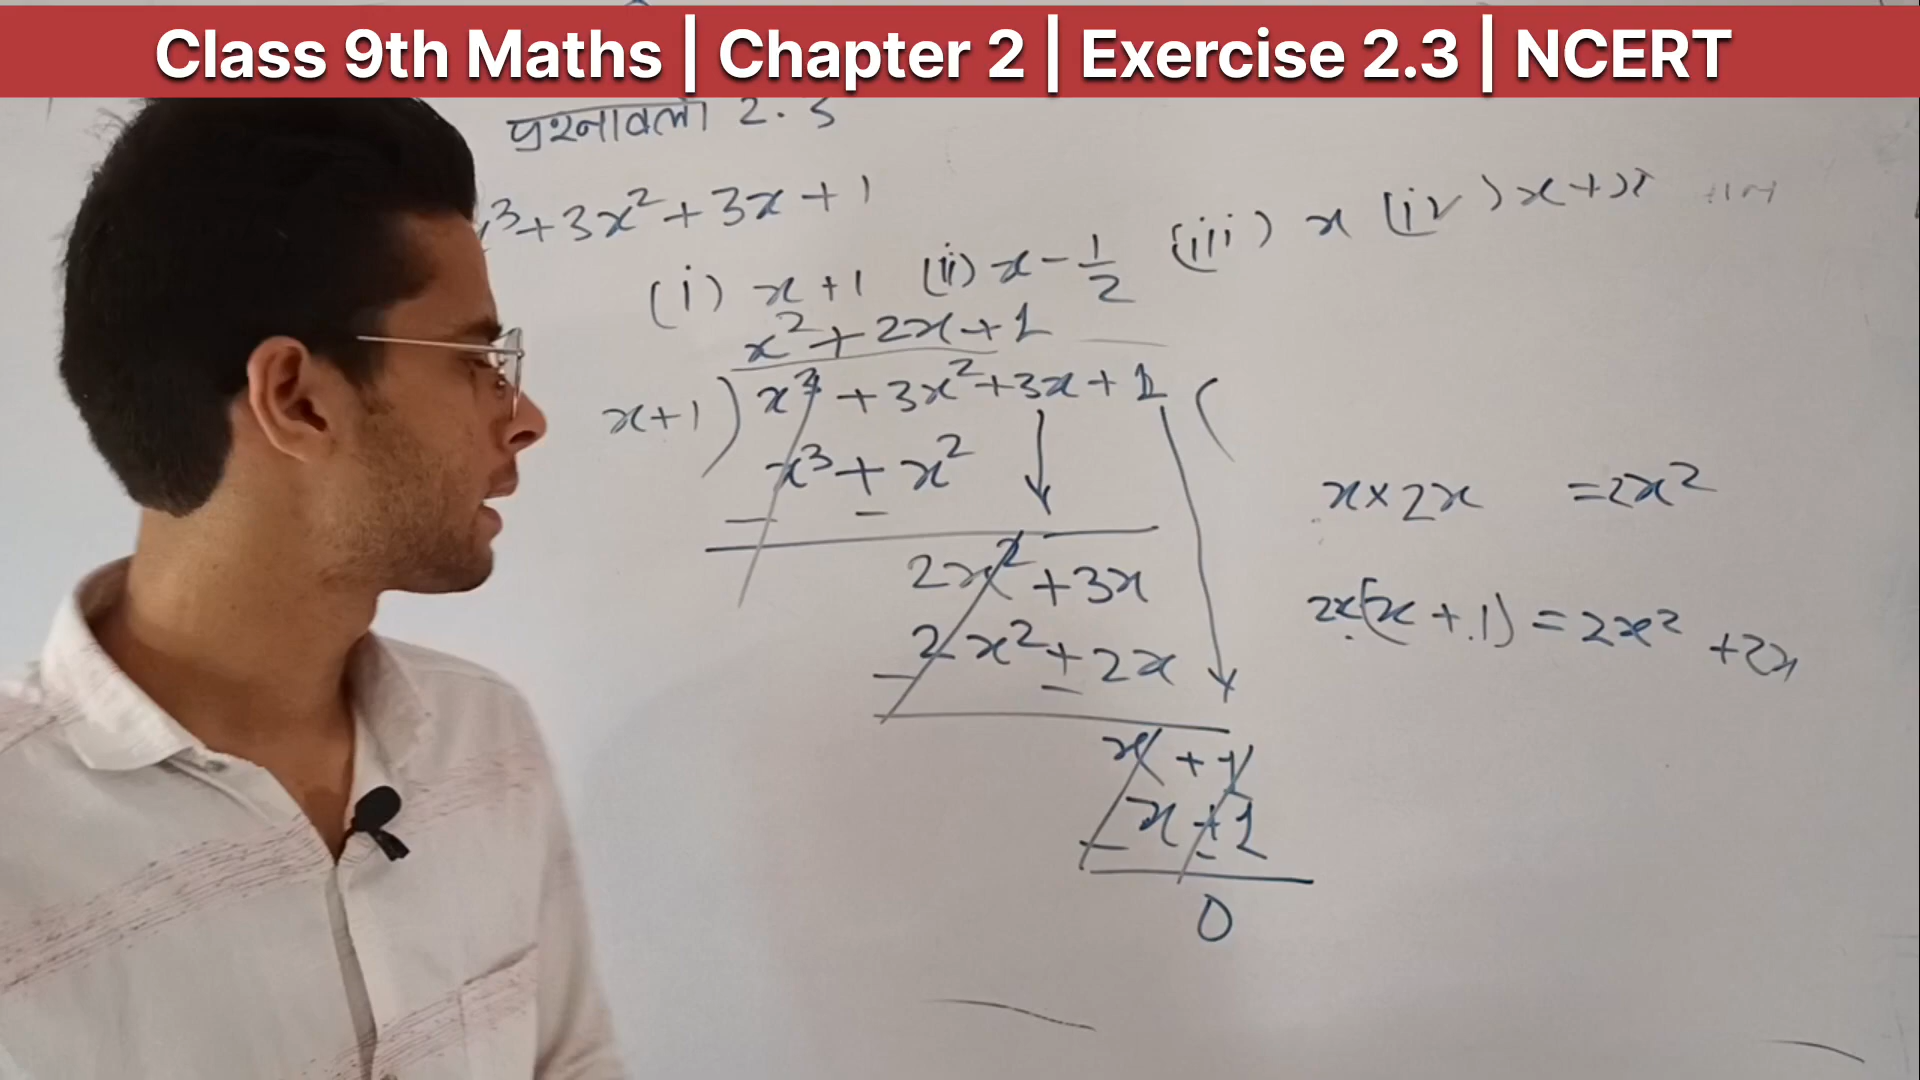 Class 9th Maths | Chapter 2 | Exercise 2.3 | NCERT
प्रश्नावली 2.3
x³+3x²+3x+1
(i) x+1 (ii) x-1/2 (iii) x (iv) x+π
x²+2x+1
x+1) x³+3x²+3x+1 (
x³+x²
- -
2x²+3x
2x²+2x
- -
x+1
x+1
- -
0
x×2x =2x²
2x(x+1)=2x²+2x